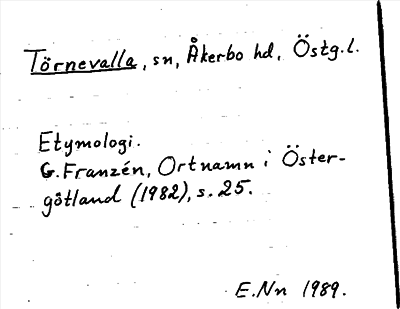 Törnevalla, sn, Åkerbo hd, Östg.l.
Etymologi.
G. Franzén, Ortnamn i Öster-
götland (1982), s. 25.
E.Nn 1989.